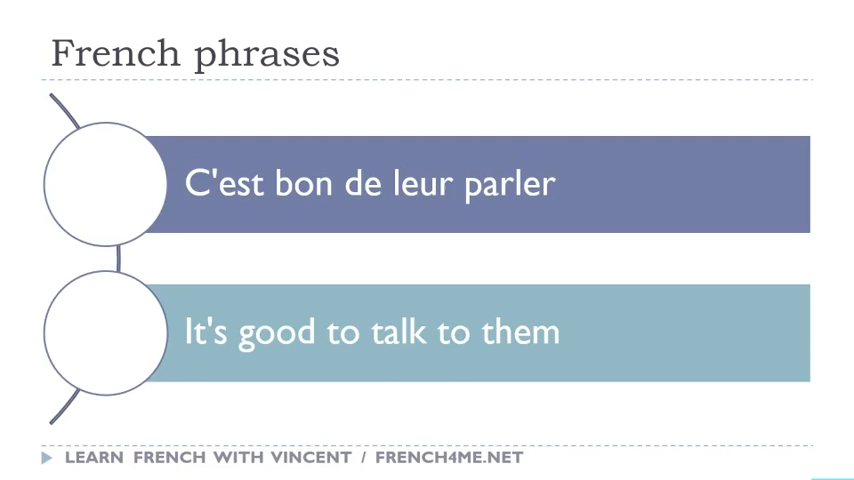 French phrases
C'est bon de leur parler
It's good to talk to them
LEARN FRENCH WITH VINCENT / FRENCH4ME.NET